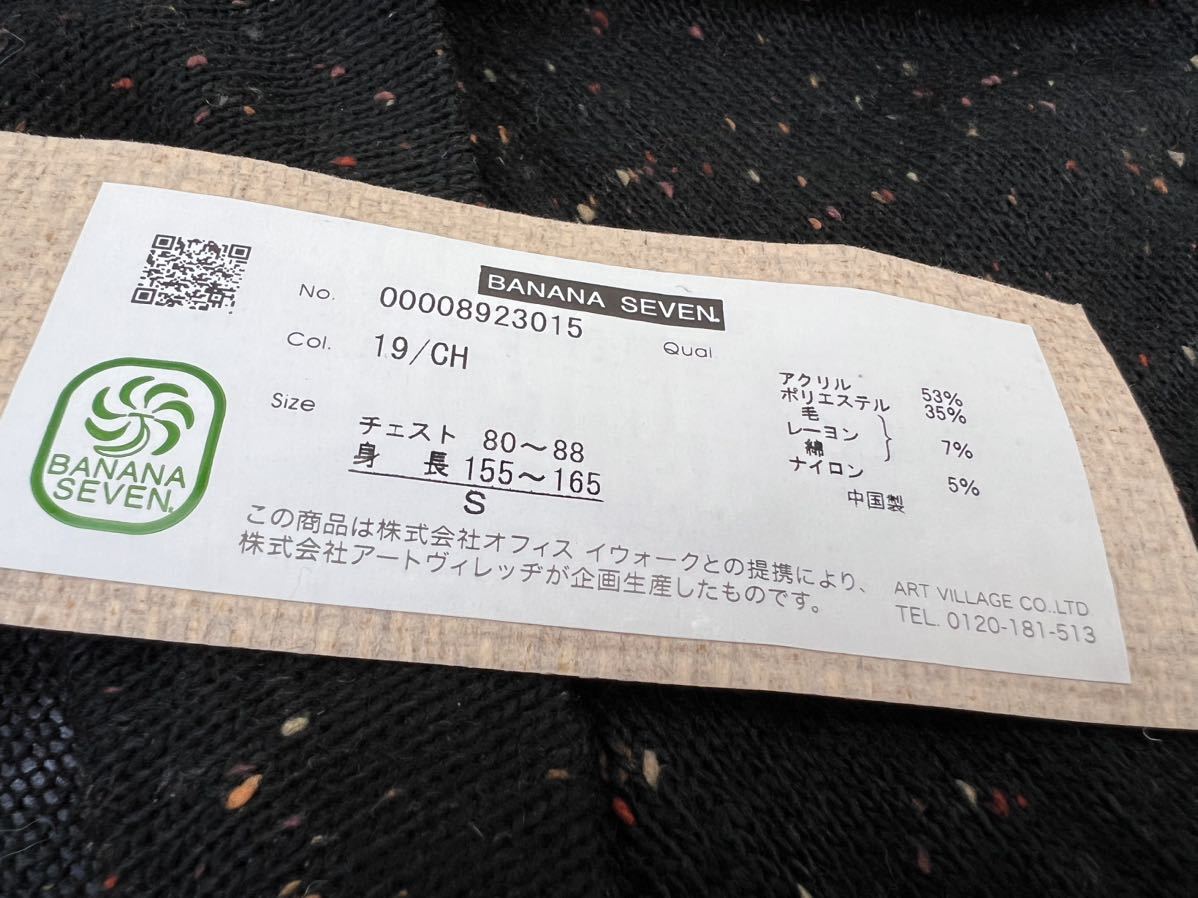 BANANA SEVEN.
No. 00008923015
Col. 19/CH
Qual.
Size
チェスト 80～88
身 長 155～165
S
アクリル 53%
ポリエステル 35%
毛
レーヨン } 7%
綿
ナイロン 5%
中国製
BANANA
SEVEN.
この商品は株式会社オフィス イウォークとの提携により、
株式会社アートヴィレッヂが企画生産したものです。
ART VILLAGE CO.,LTD
TEL. 0120-181-513